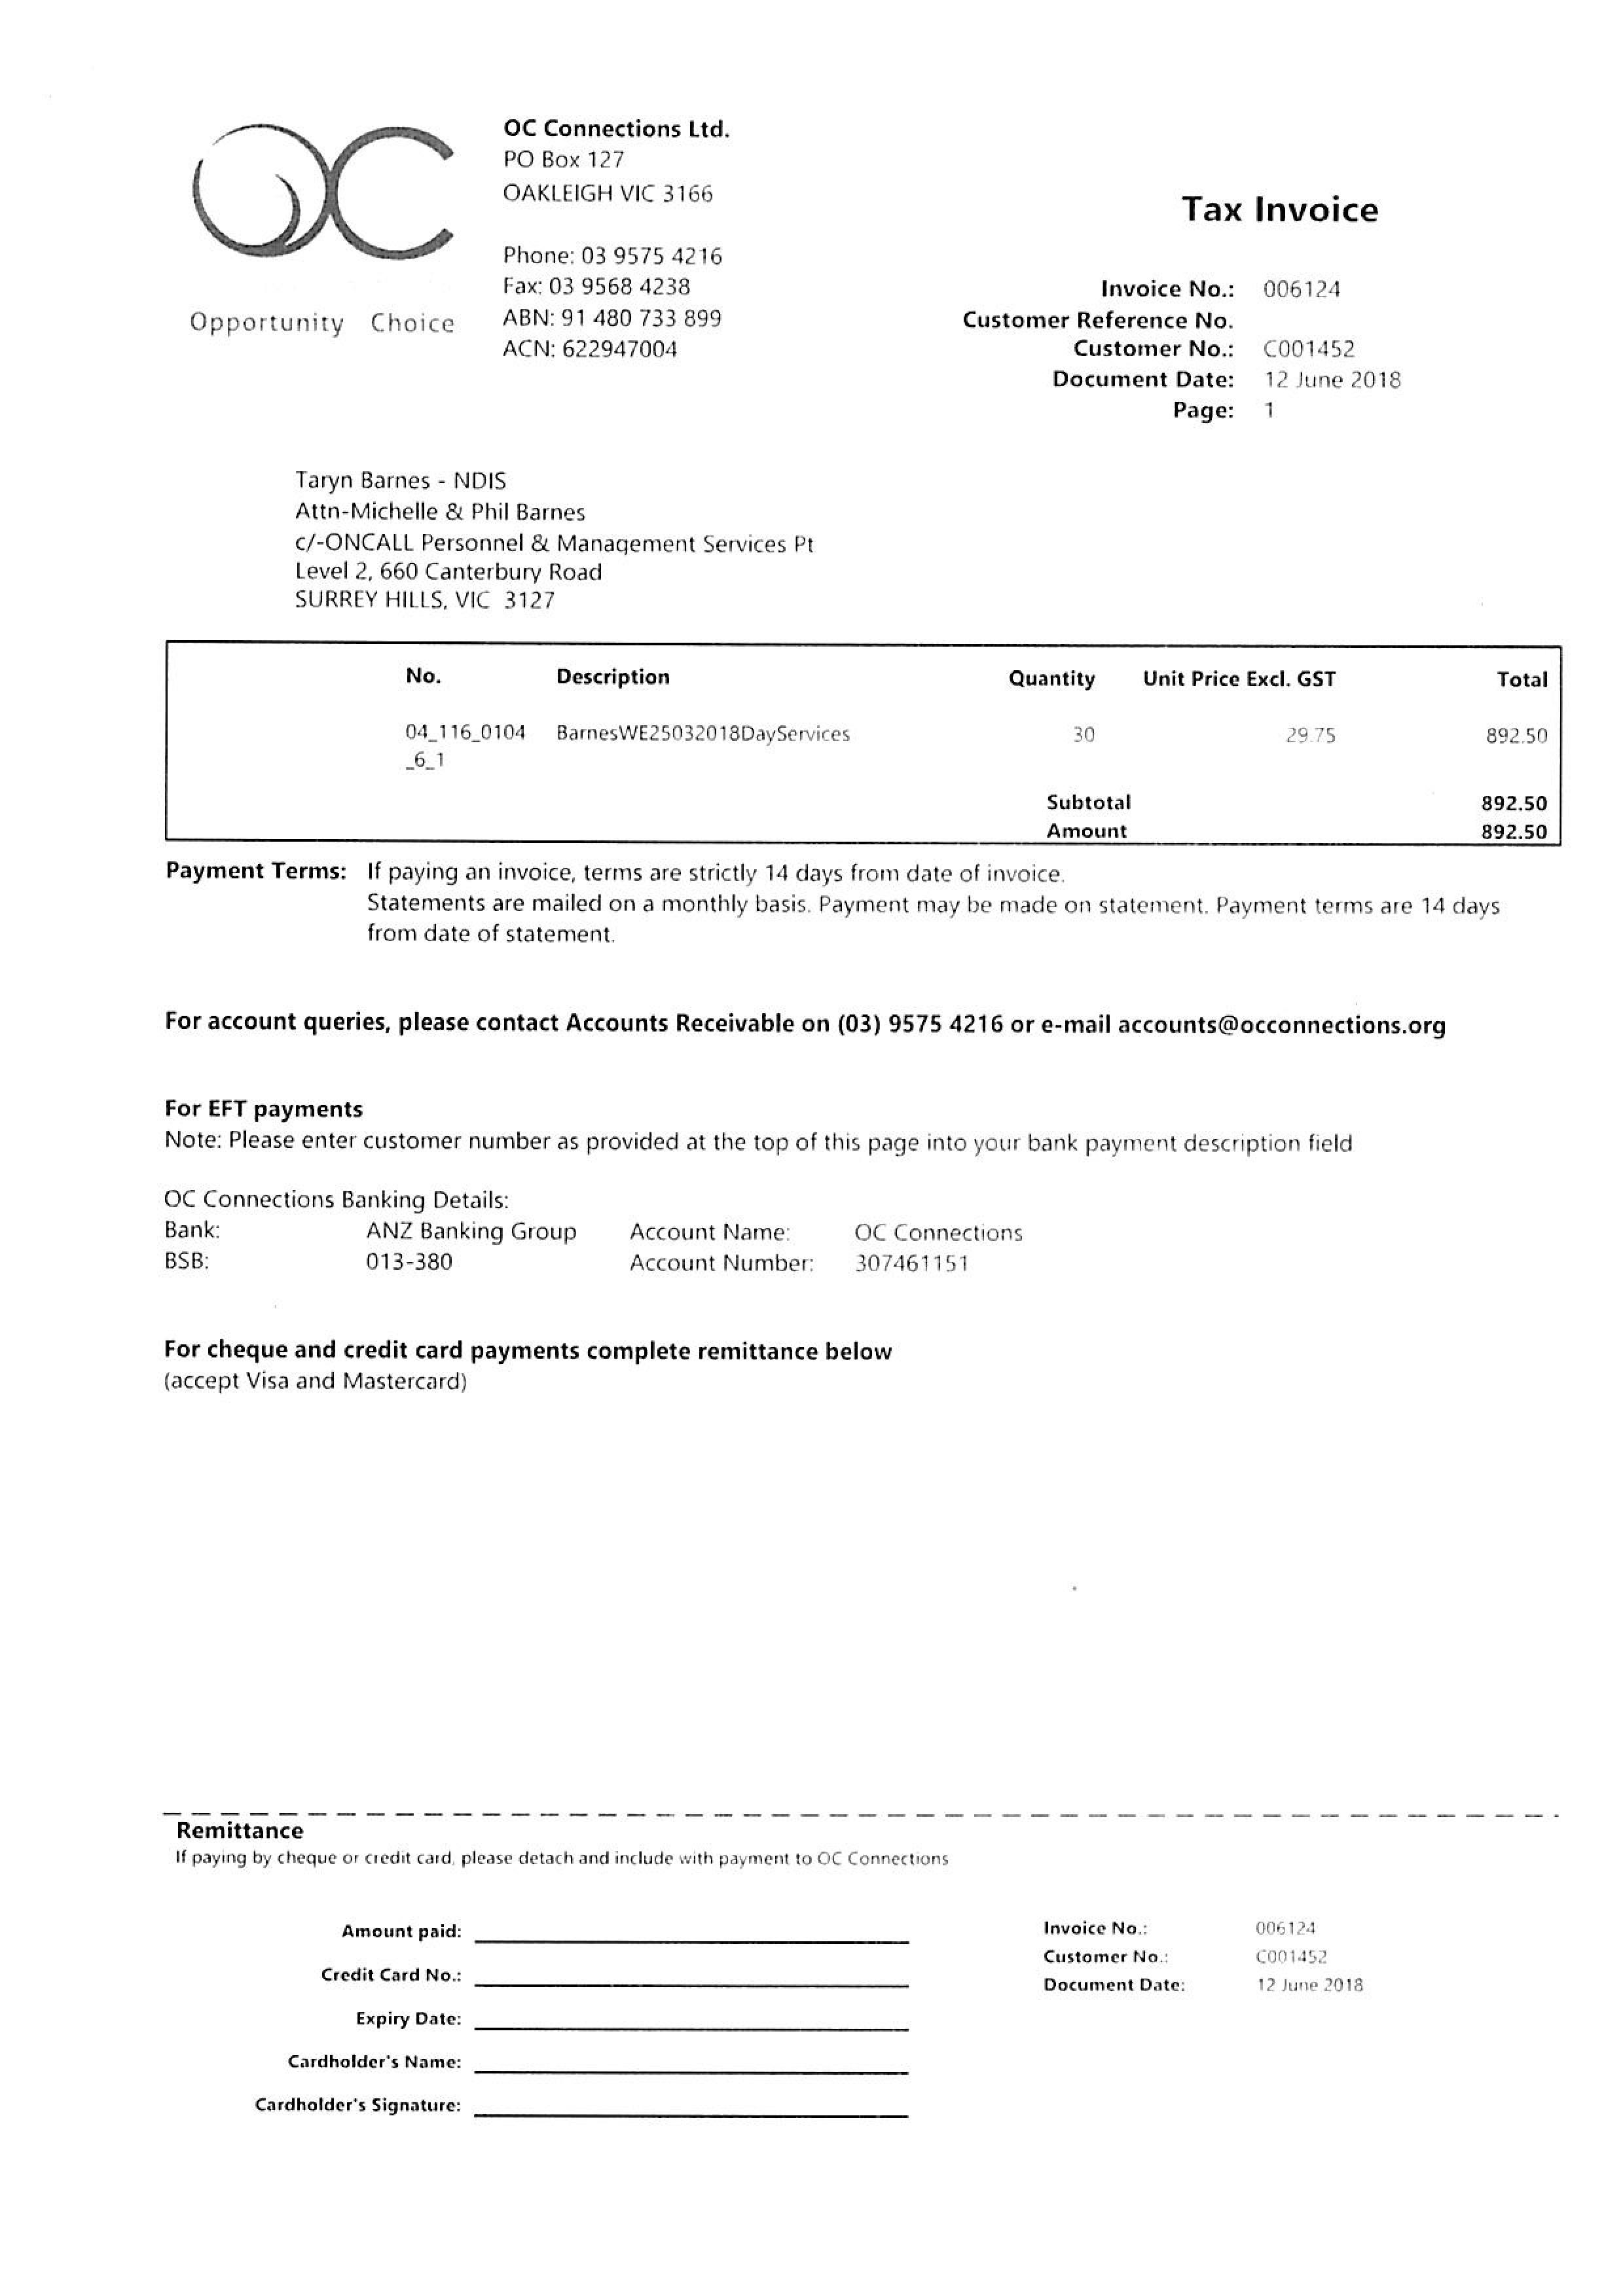 OC Connections Ltd.
PO Box 127
OAKLEIGH VIC 3166
Phone: 03 9575 4216
Fax: 03 9568 4238
ABN: 91 480 733 899
ACN: 622947004
OC
Opportunity Choice
Tax Invoice
Invoice No.: 006124
Customer Reference No.
Customer No.: C001452
Document Date: 12 June 2018
Page: 1
Taryn Barnes - NDIS
Attn-Michelle & Phil Barnes
c/-ONCALL Personnel & Management Services Pt
Level 2, 660 Canterbury Road
SURREY HILLS, VIC 3127
No. Description Quantity Unit Price Excl. GST Total
04_116_0104 BarnesWE25032018DayServices 30 29.75 892.50
_6_1
Subtotal 892.50
Amount 892.50
Payment Terms: If paying an invoice, terms are strictly 14 days from date of invoice.
Statements are mailed on a monthly basis. Payment may be made on statement. Payment terms are 14 days
from date of statement.
For account queries, please contact Accounts Receivable on (03) 9575 4216 or e-mail accounts@occonnections.org
For EFT payments
Note: Please enter customer number as provided at the top of this page into your bank payment description field
OC Connections Banking Details:
Bank: ANZ Banking Group Account Name: OC Connections
BSB: 013-380 Account Number: 307461151
For cheque and credit card payments complete remittance below
(accept Visa and Mastercard)
Remittance
If paying by cheque or credit card, please detach and include with payment to OC Connections
Amount paid: Invoice No.: 006124
Credit Card No.: Customer No.: C001452
Document Date: 12 June 2018
Expiry Date:
Cardholder's Name:
Cardholder's Signature: